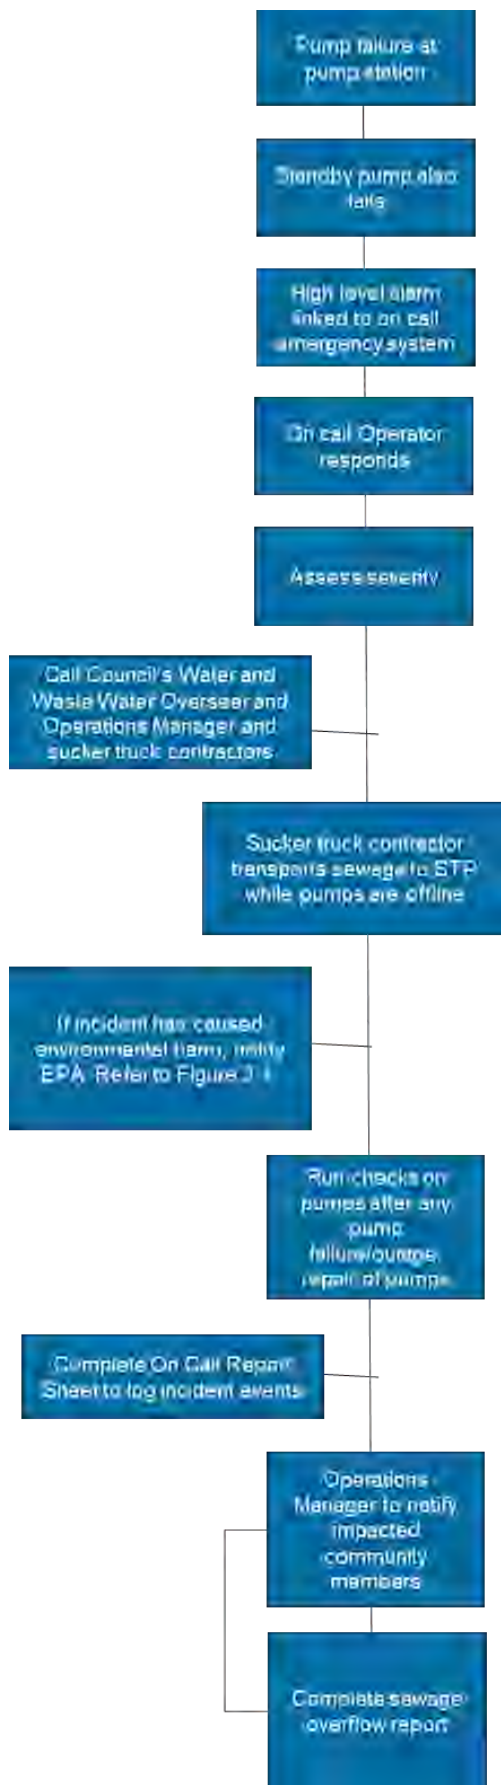 Pump failure at
pump station
Standby pump also
fails
High level alarm
linked to on call
emergency system
On call Operator
responds
Assess severity
Call Council's Water and
Waste Water Overseer and
Operations Manager and
sucker truck contractors
Sucker truck contractor
transports sewage to STP
while pumps are offline
If incident has caused
environmental harm, notify
EPA. Refer to Figure
Run checks on
pumps after any
pump
repair of pumps
Complete On Call Report
Sheet to log incident events
Operations
Manager to notify
impacted
community
members
Complete sewage
overflow report